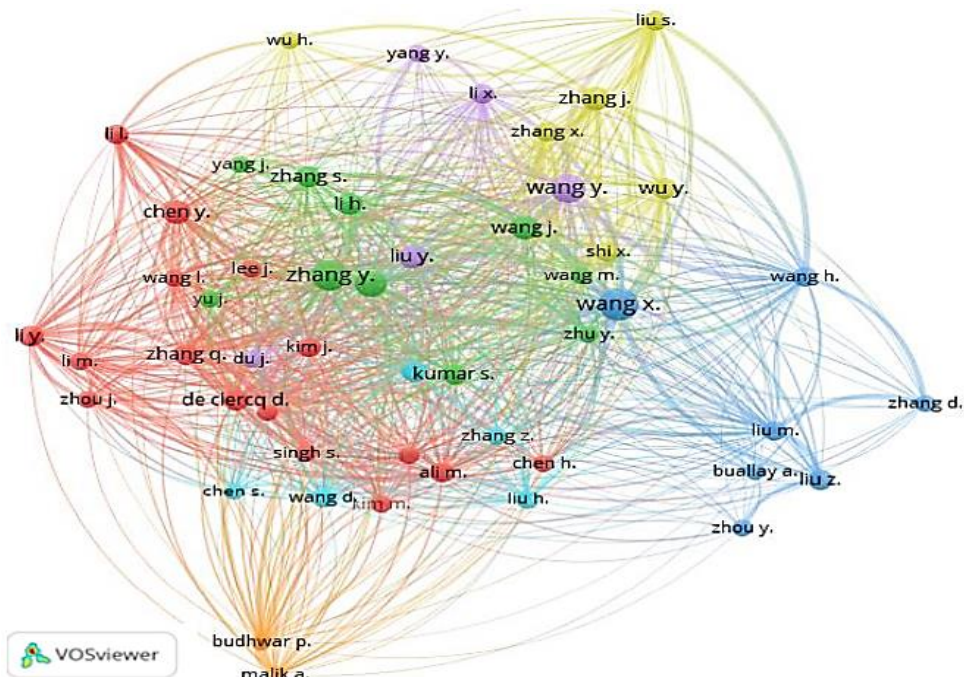 liu s.
wu h.
yang y.
li x.
zhang j.
li l.
zhang x.
yang j.
zhang s.
wang y.
wu y.
li h.
chen y.
wang j.
shi x.
liu y.
lee j.
wang l.
zhang y.
wang m.
wang h.
yu j.
wang x.
zhu y.
li y.
kim j.
zhang q.
du j.
li m.
kumar s.
zhou j.
de clercq d.
zhang d.
liu m.
zhang z.
singh s.
chen h.
ali m.
buallay a.
liu z.
chen s.
wang d.
kim m.
liu h.
zhou y.
budhwar p.
malik a.
VOSviewer